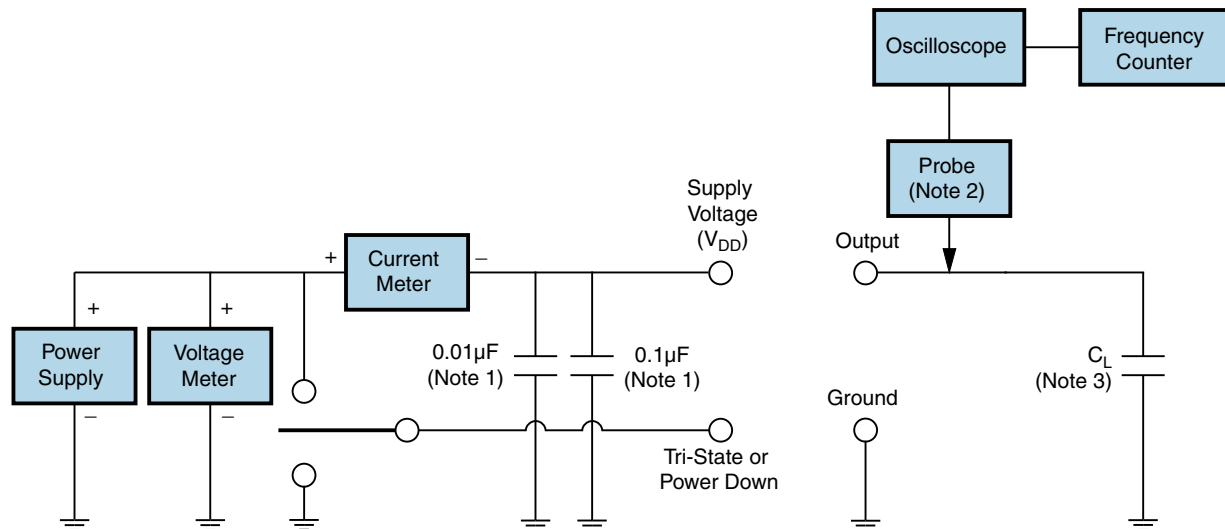 Oscilloscope
Frequency
Counter
Probe
(Note 2)
Supply
Voltage
(VDD)
Output
+
Current
Meter
–
+
Power
Supply
–
+
Voltage
Meter
–
0.01µF
(Note 1)
0.1µF
(Note 1)
CL
(Note 3)
Ground
Tri-State or
Power Down